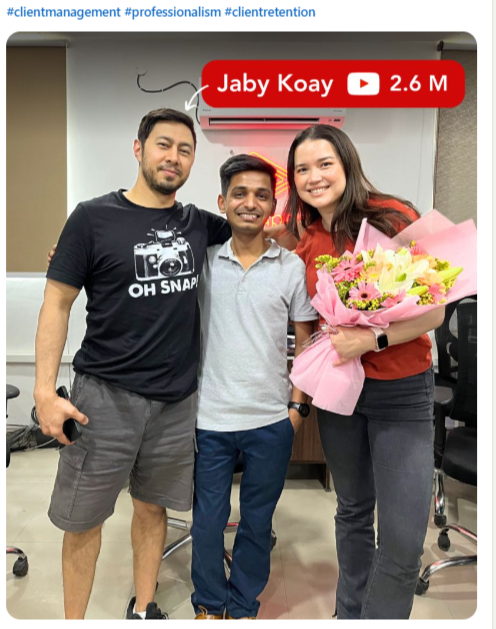 #clientmanagement #professionalism #clientretention
Jaby Koay 2.6 M
OH SNAP!